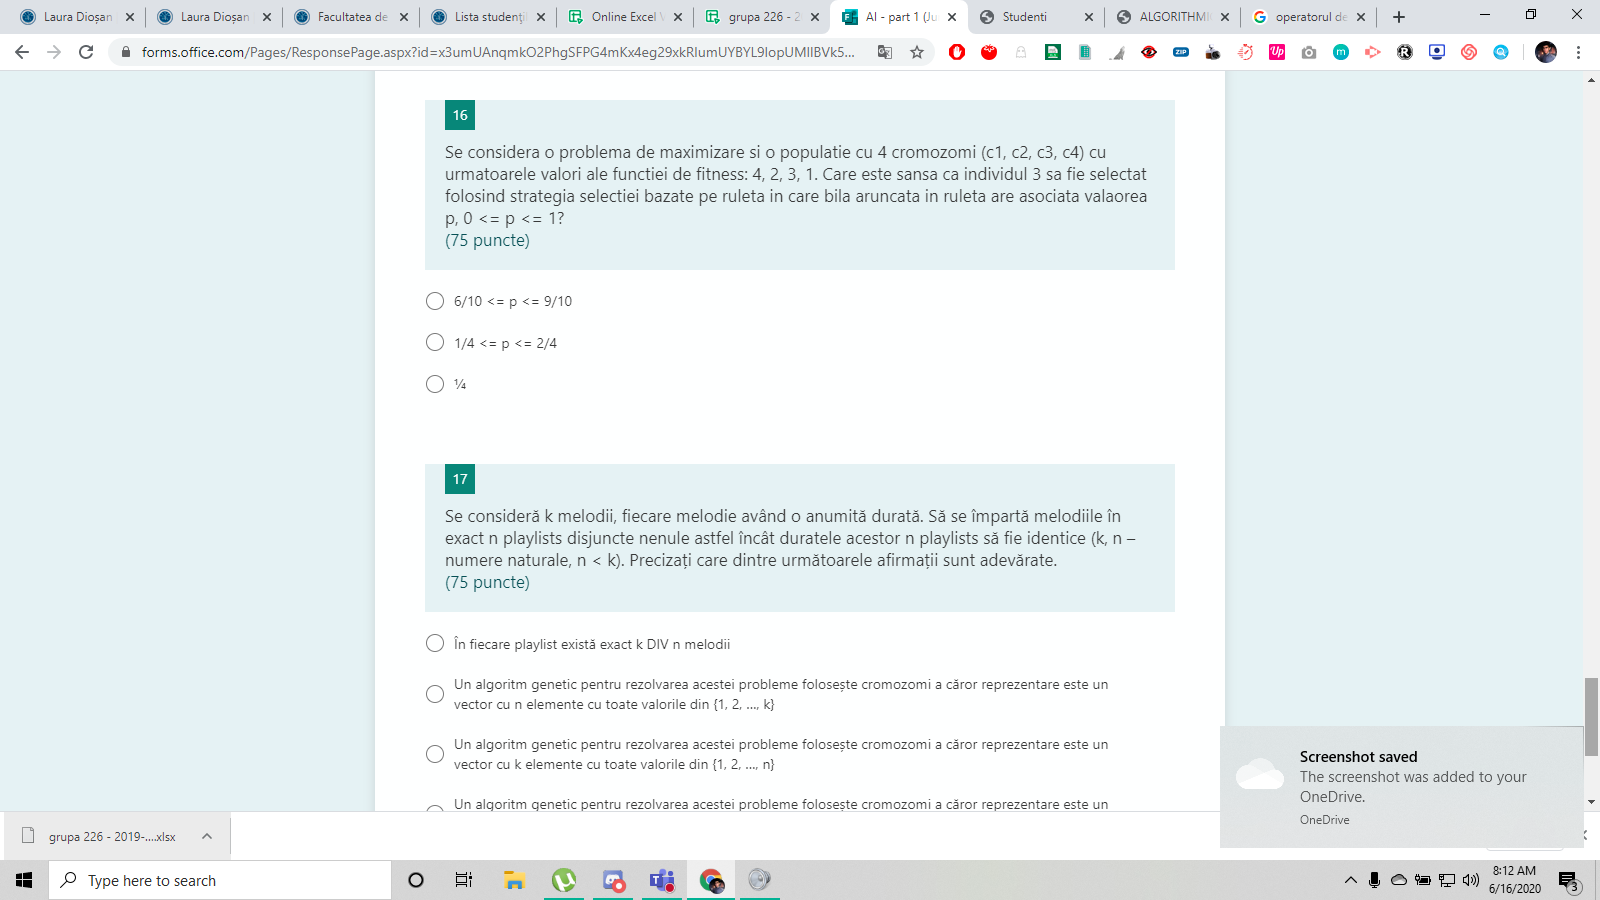 Laura Dioșan
Laura Dioșan
Facultatea de
Lista studenți
Online Excel V
grupa 226 - 2
AI - part 1 (Ju
Studenti
ALGORITHMI
operatorul de
forms.office.com/Pages/ResponsePage.aspx?id=x3umUAnqmkO2PhgSFPG4mKx4eg29xkRIumUYBYL9IopUMllBVk5...
ZIP
Up
m
R
16
Se considera o problema de maximizare si o populatie cu 4 cromozomi (c1, c2, c3, c4) cu
urmatoarele valori ale functiei de fitness: 4, 2, 3, 1. Care este sansa ca individul 3 sa fie selectat
folosind strategia selectiei bazate pe ruleta in care bila aruncata in ruleta are asociata valaorea
p, 0 <= p <= 1?
(75 puncte)
6/10 <= p <= 9/10
1/4 <= p <= 2/4
¼
17
Se consideră k melodii, fiecare melodie având o anumită durată. Să se împartă melodiile în
exact n playlists disjuncte nenule astfel încât duratele acestor n playlists să fie identice (k, n –
numere naturale, n < k). Precizați care dintre următoarele afirmații sunt adevărate.
(75 puncte)
În fiecare playlist există exact k DIV n melodii
Un algoritm genetic pentru rezolvarea acestei probleme folosește cromozomi a căror reprezentare este un
vector cu n elemente cu toate valorile din {1, 2, ..., k}
Un algoritm genetic pentru rezolvarea acestei probleme folosește cromozomi a căror reprezentare este un
vector cu k elemente cu toate valorile din {1, 2, ..., n}
Un algoritm genetic pentru rezolvarea acestei probleme folosește cromozomi a căror reprezentare este un
Screenshot saved
The screenshot was added to your
OneDrive.
OneDrive
grupa 226 - 2019-....xlsx
Type here to search
8:12 AM
6/16/2020
3